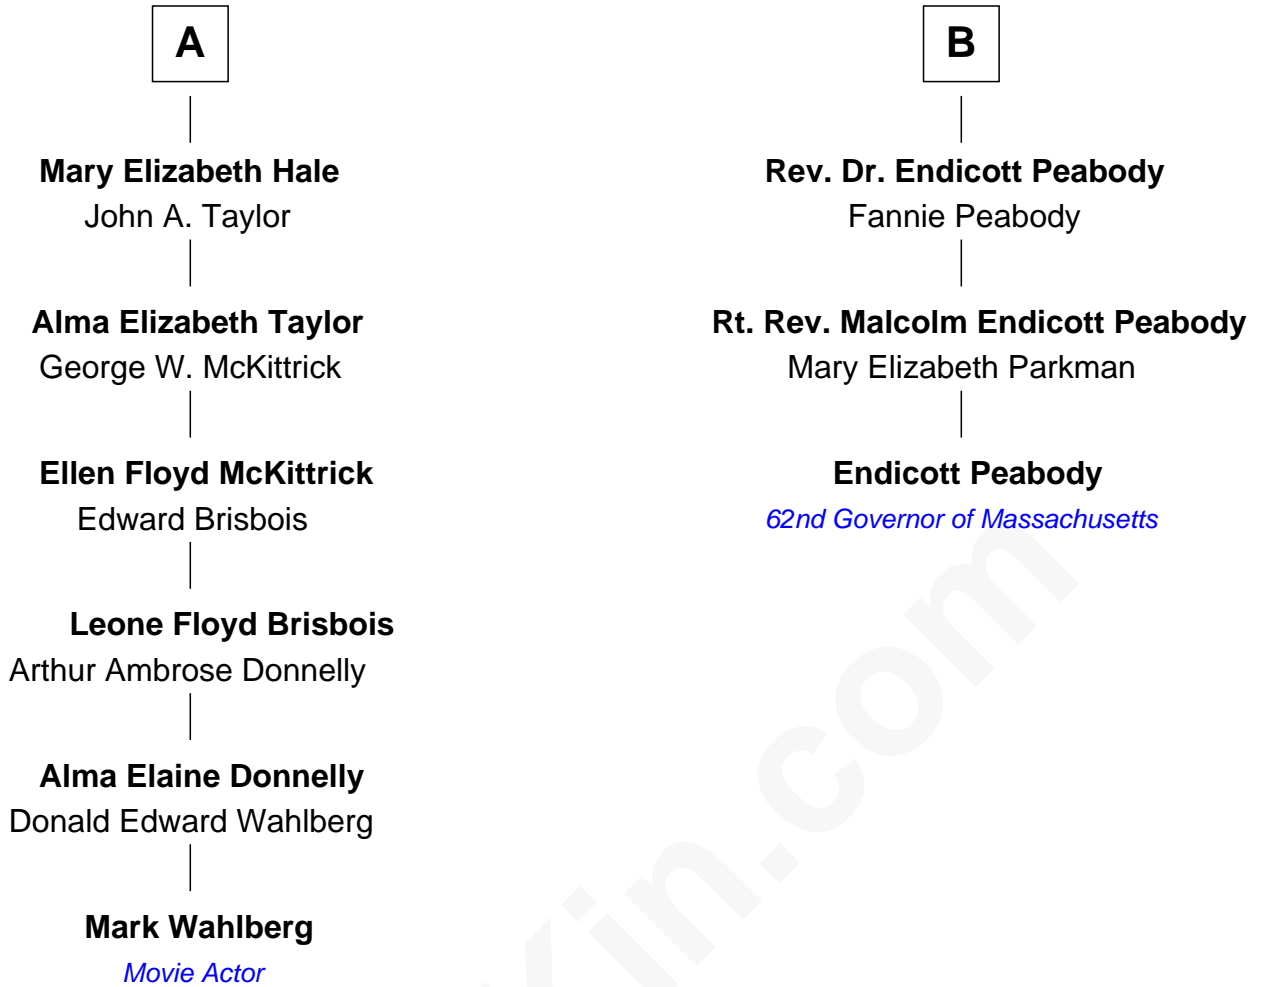 A
Mary Elizabeth Hale
John A. Taylor
Alma Elizabeth Taylor
George W. McKittrick
Ellen Floyd McKittrick
Edward Brisbois
Leone Floyd Brisbois
Arthur Ambrose Donnelly
Alma Elaine Donnelly
Donald Edward Wahlberg
Mark Wahlberg
Movie Actor
B
Rev. Dr. Endicott Peabody
Fannie Peabody
Rt. Rev. Malcolm Endicott Peabody
Mary Elizabeth Parkman
Endicott Peabody
62nd Governor of Massachusetts
Kin.com